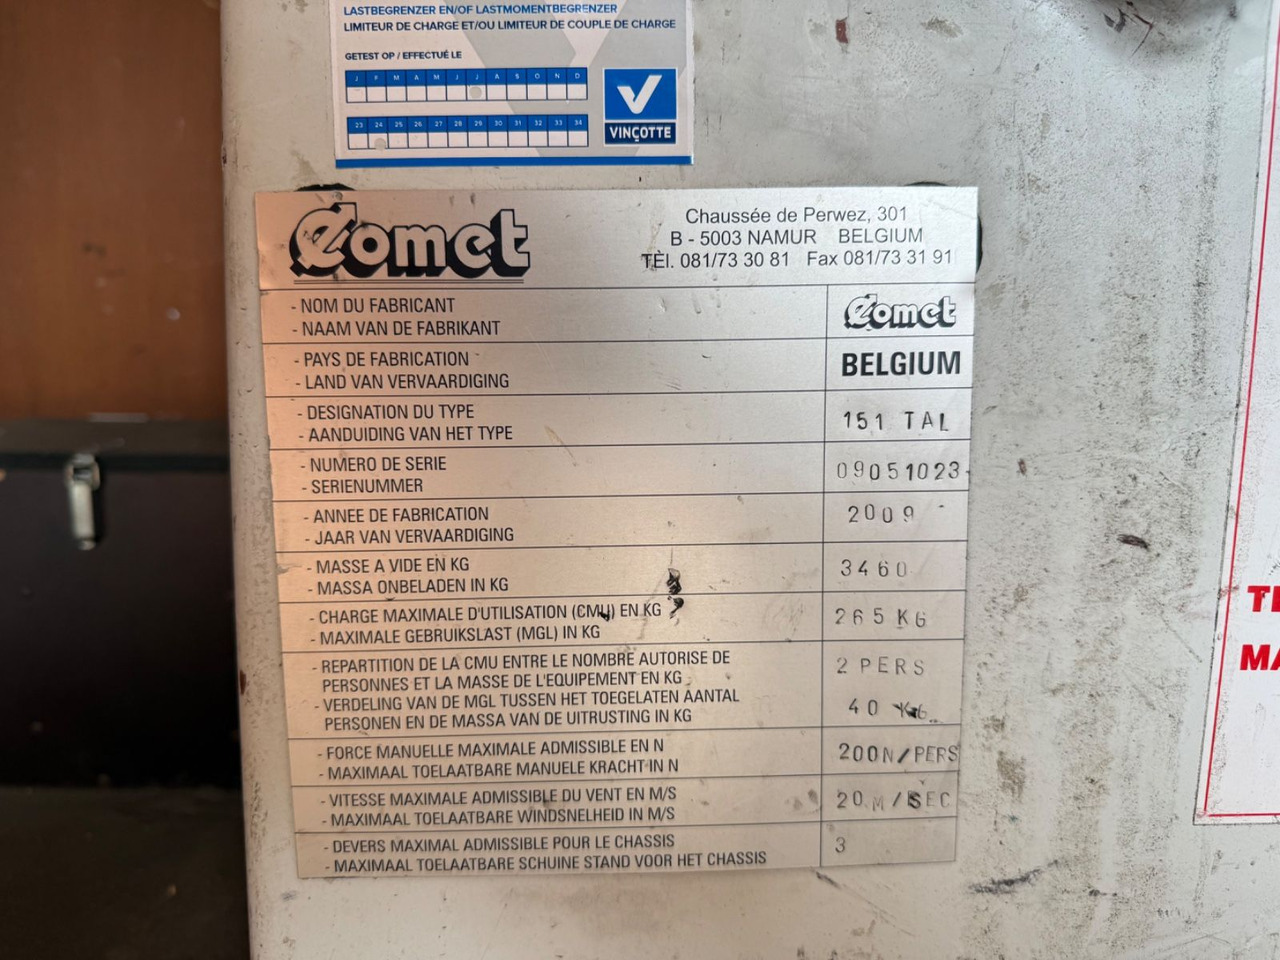 LASTBEGRENZER EN/OF LASTMOMENTBEGRENZER
LIMITEUR DE CHARGE ET/OU LIMITEUR DE COUPLE DE CHARGE
GETEST OP / EFFECTUÉ LE
J F M A M J J A S O N D
23 24 25 26 27 28 29 30 31 32 33 34
VINÇOTTE
Comet
Chaussée de Perwez, 301
B - 5003 NAMUR BELGIUM
TÈl. 081/73 30 81 Fax 081/73 31 91
- NOM DU FABRICANT
- NAAM VAN DE FABRIKANT
Comet
- PAYS DE FABRICATION
- LAND VAN VERVAARDIGING
BELGIUM
- DESIGNATION DU TYPE
- AANDUIDING VAN HET TYPE
151 TAL
- NUMERO DE SERIE
- SERIENUMMER
09051023
- ANNEE DE FABRICATION
- JAAR VAN VERVAARDIGING
2009
- MASSE A VIDE EN KG
- MASSA ONBELADEN IN KG
3460
- CHARGE MAXIMALE D'UTILISATION (CMU) EN KG
- MAXIMALE GEBRUIKSLAST (MGL) IN KG
265 KG
- REPARTITION DE LA CMU ENTRE LE NOMBRE AUTORISE DE
PERSONNES ET LA MASSE DE L'EQUIPEMENT EN KG
2 PERS
- VERDELING VAN DE MGL TUSSEN HET TOEGELATEN AANTAL
PERSONEN EN DE MASSA VAN DE UITRUSTING IN KG
40 KG
- FORCE MANUELLE MAXIMALE ADMISSIBLE EN N
- MAXIMAAL TOELAATBARE MANUELE KRACHT IN N
200N/PERS
- VITESSE MAXIMALE ADMISSIBLE DU VENT EN M/S
- MAXIMAAL TOELAATBARE WINDSNELHEID IN M/S
20M/SEC
- DEVERS MAXIMAL ADMISSIBLE POUR LE CHASSIS
- MAXIMAAL TOELAATBARE SCHUINE STAND VOOR HET CHASSIS
3